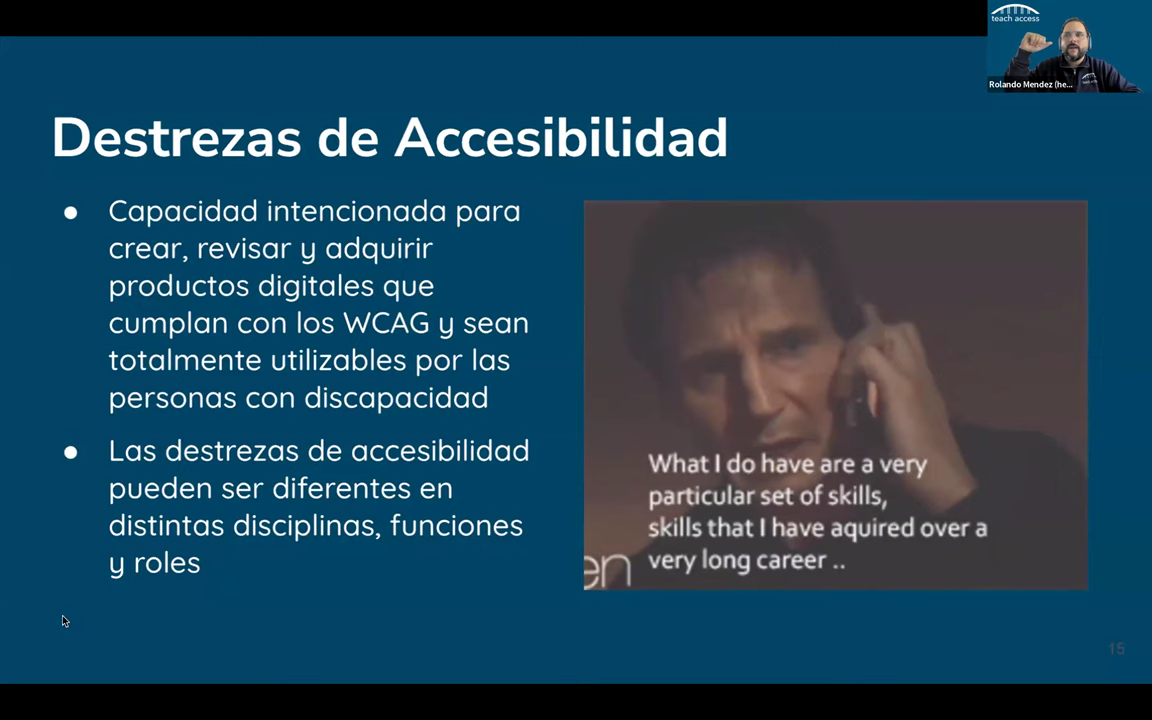 teach access
Rolando Mendez (he...
Destrezas de Accesibilidad
● Capacidad intencionada para
crear, revisar y adquirir
productos digitales que
cumplan con los WCAG y sean
totalmente utilizables por las
personas con discapacidad
● Las destrezas de accesibilidad
pueden ser diferentes en
distintas disciplinas, funciones
y roles
What I do have are a very
particular set of skills,
skills that I have aquired over a
very long career ..
en
15